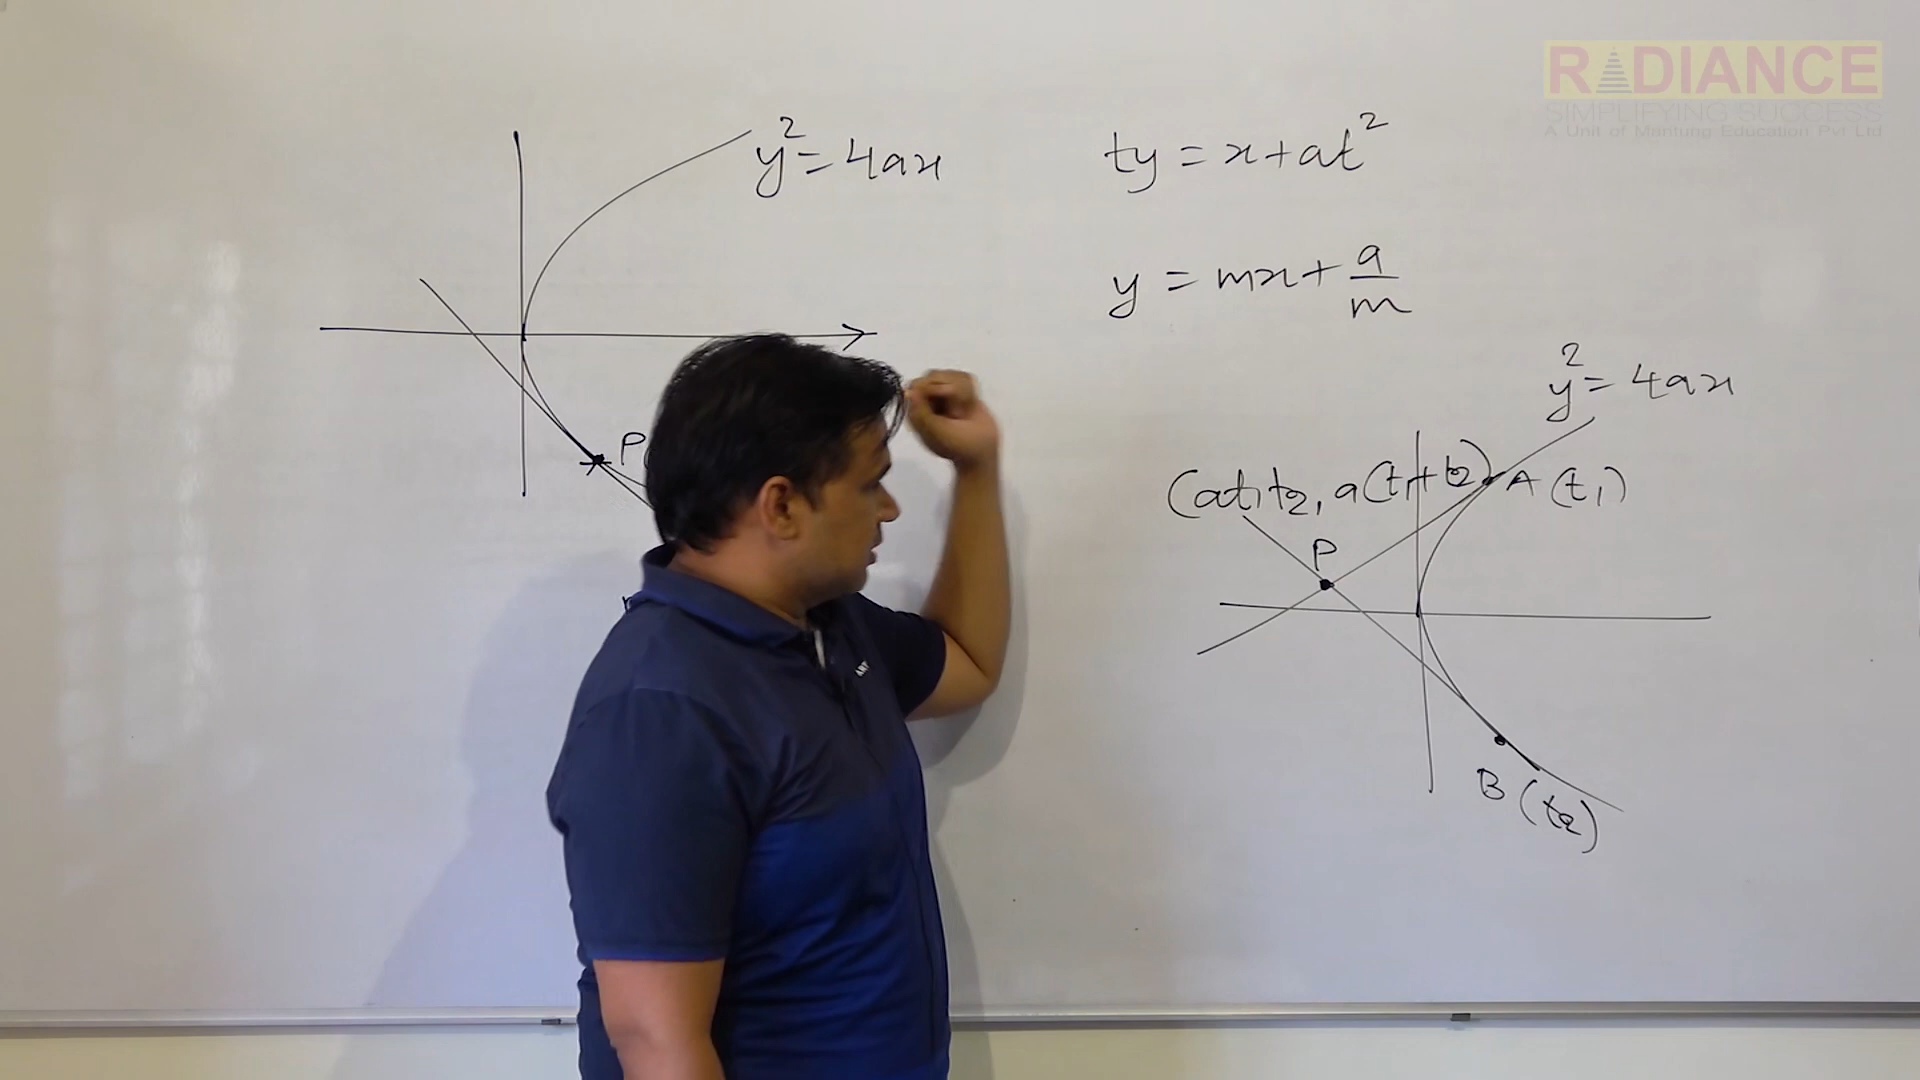 RADIANCE
SIMPLIFYING SUCCESS
A Unit of Manlung Education Pvt Ltd
y² = 4ax
ty = x + at²
y = mx + a/m
y² = 4ax
P(
(at₁t₂, a(t₁+t₂)
A (t₁)
P
B (t₂)